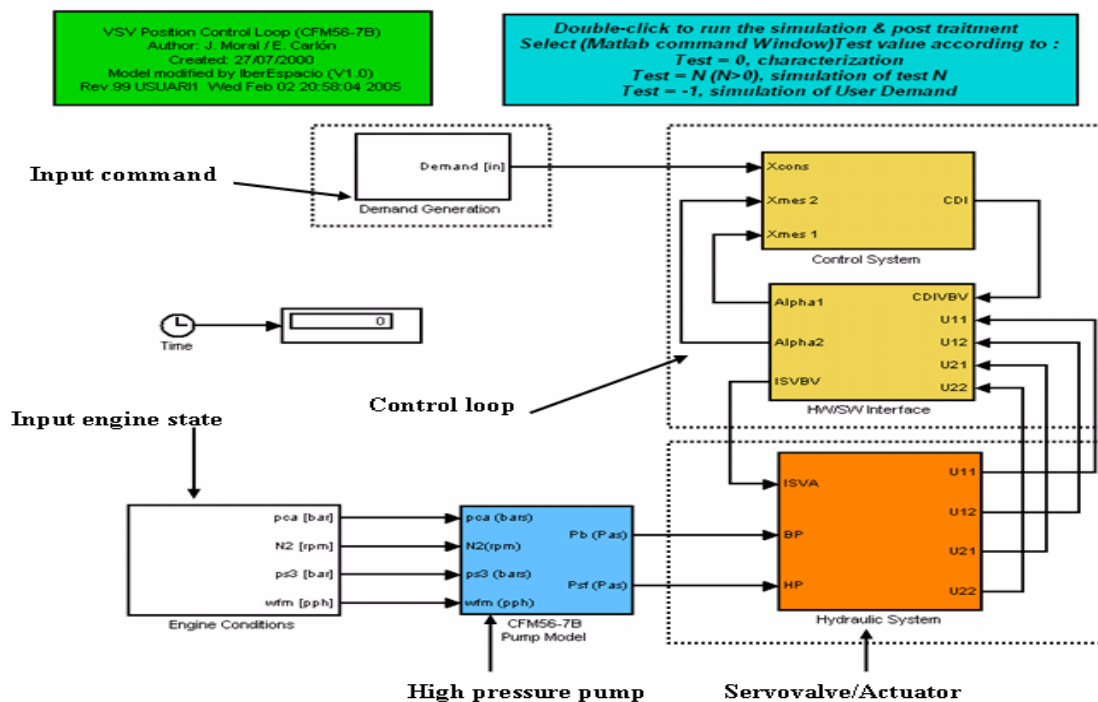 VSV Position Control Loop (CFM56-7B)
Author: J. Moral / E. Carlón
Created: 27/07/2000
Model modified by IberEspacio (V1.0)
Rev.99 USUARI1 Wed Feb 02 20:58:04 2005
Double-click to run the simulation & post traitment
Select (Matlab command Window)Test value according to :
Test = 0, characterization
Test = N (N>0), simulation of test N
Test = -1, simulation of User Demand
Input command
Demand [in]
Demand Generation
Xcons
Xmes 2
Xmes 1
CDI
Control System
Alpha1
Alpha2
ISVBV
CDIVBV
U11
U12
U21
U22
HW/SW Interface
0
Time
Control loop
Input engine state
pca [bar]
N2 [rpm]
ps3 [bar]
wfm [pph]
Engine Conditions
pca (bars)
N2(rpm)
ps3 (bars)
wfm (pph)
Pb (Pas)
Psf (Pas)
CFM56-7B
Pump Model
ISVA
BP
HP
U11
U12
U21
U22
Hydraulic System
High pressure pump
Servovalve/Actuator